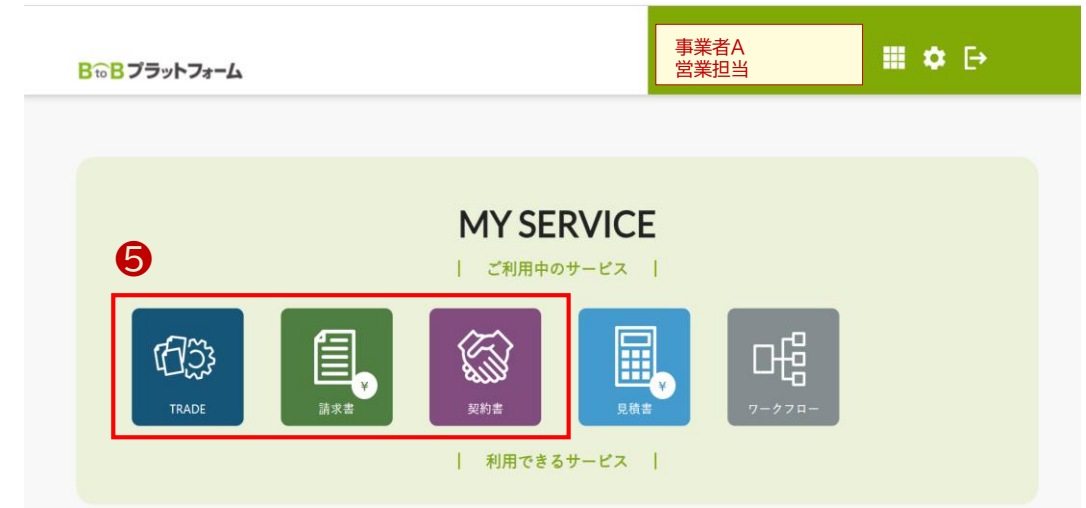 BtoBプラットフォーム
事業者A
営業担当
MY SERVICE
| ご利用中のサービス |
5
TRADE
請求書
¥
契約書
見積書
¥
ワークフロー
| 利用できるサービス |